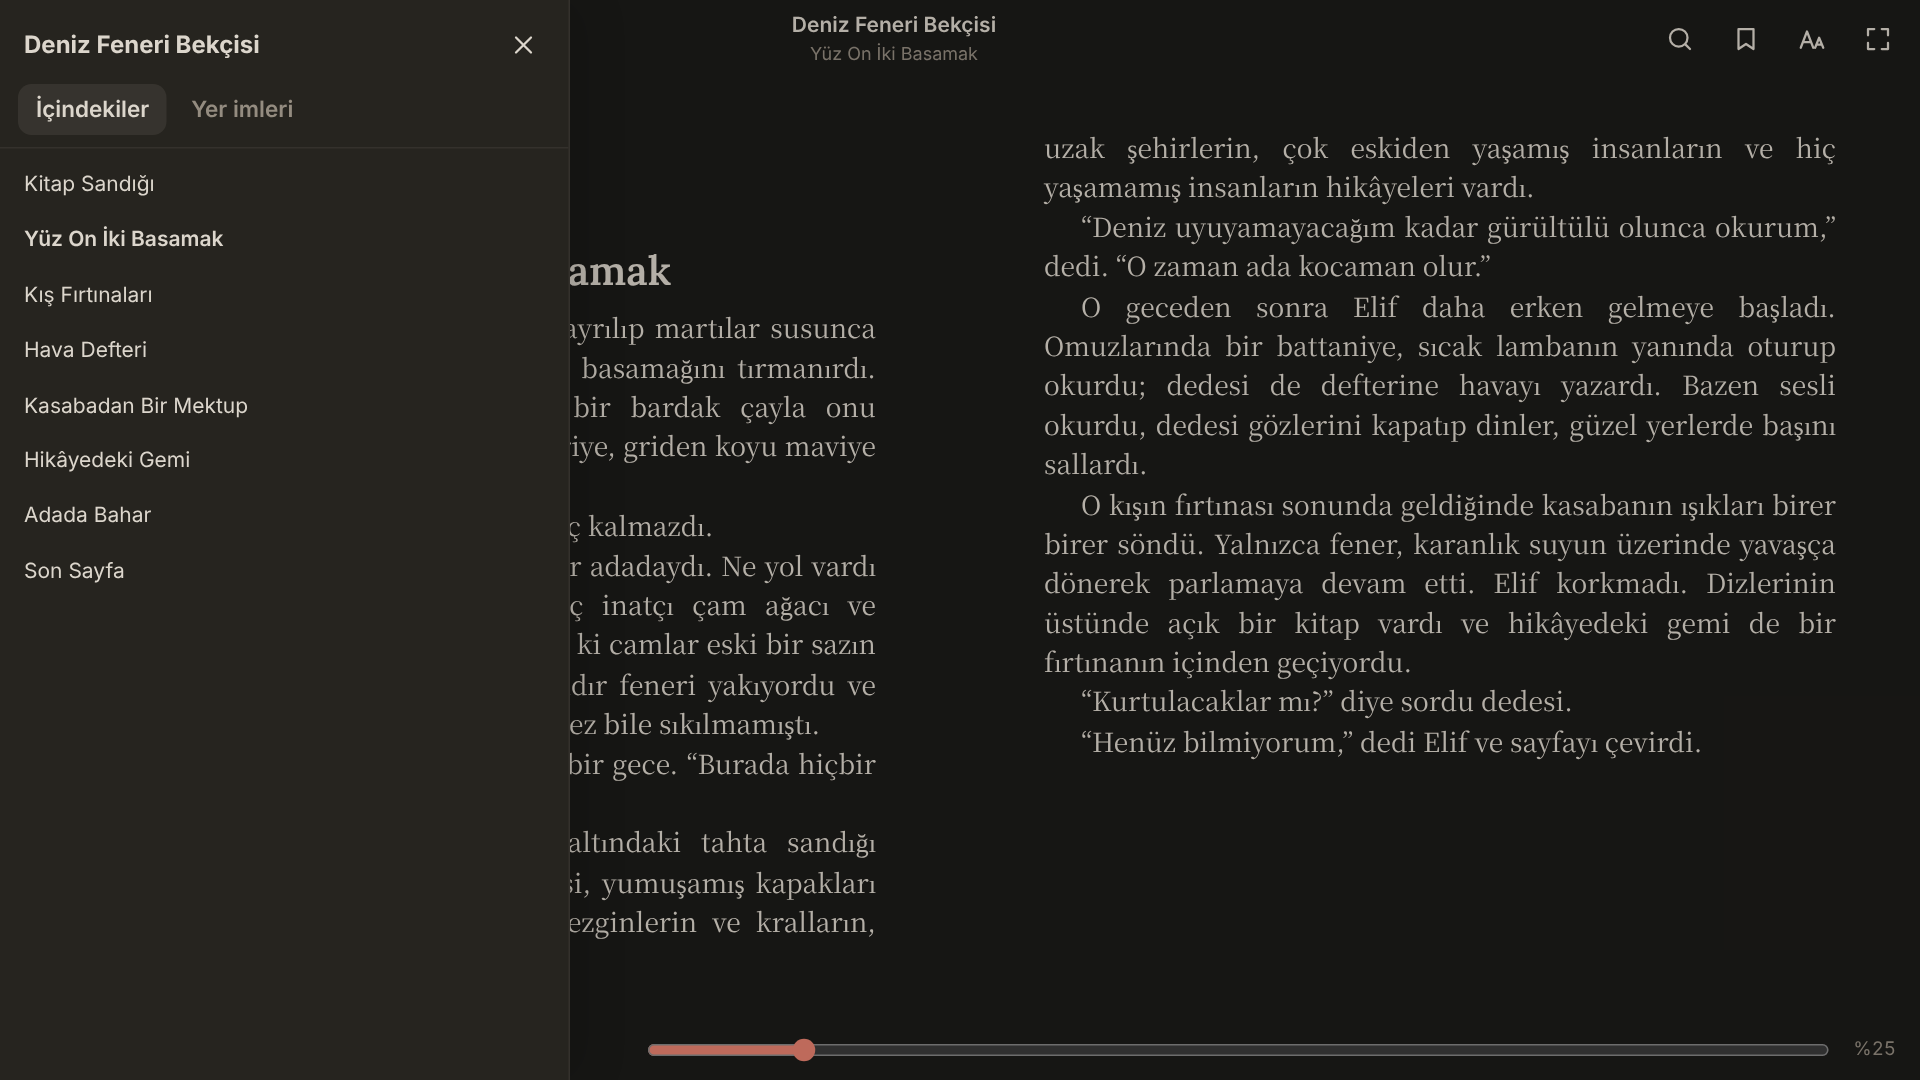 Deniz Feneri Bekçisi
İçindekiler
Yer imleri
Kitap Sandığı
Yüz On İki Basamak
Kış Fırtınaları
Hava Defteri
Kasabadan Bir Mektup
Hikâyedeki Gemi
Adada Bahar
Son Sayfa
Deniz Feneri Bekçisi
Yüz On İki Basamak
AA
amak
ayrılıp martılar susunca
basamağını tırmanırdı.
bir bardak çayla onu
riye, griden koyu maviye
ç kalmazdı.
r adadaydı. Ne yol vardı
ç inatçı çam ağacı ve
ki camlar eski bir sazın
dır feneri yakıyordu ve
ez bile sıkılmamıştı.
bir gece. “Burada hiçbir
altındaki tahta sandığı
si, yumuşamış kapakları
ezginlerin ve kralların,
uzak şehirlerin, çok eskiden yaşamış insanların ve hiç
yaşamamış insanların hikâyeleri vardı.
“Deniz uyuyamayacağım kadar gürültülü olunca okurum,”
dedi. “O zaman ada kocaman olur.”
O geceden sonra Elif daha erken gelmeye başladı.
Omuzlarında bir battaniye, sıcak lambanın yanında oturup
okurdu; dedesi de defterine havayı yazardı. Bazen sesli
okurdu, dedesi gözlerini kapatıp dinler, güzel yerlerde başını
sallardı.
O kışın fırtınası sonunda geldiğinde kasabanın ışıkları birer
birer söndü. Yalnızca fener, karanlık suyun üzerinde yavaşça
dönerek parlamaya devam etti. Elif korkmadı. Dizlerinin
üstünde açık bir kitap vardı ve hikâyedeki gemi de bir
fırtınanın içinden geçiyordu.
“Kurtulacaklar mı?” diye sordu dedesi.
“Henüz bilmiyorum,” dedi Elif ve sayfayı çevirdi.
%25